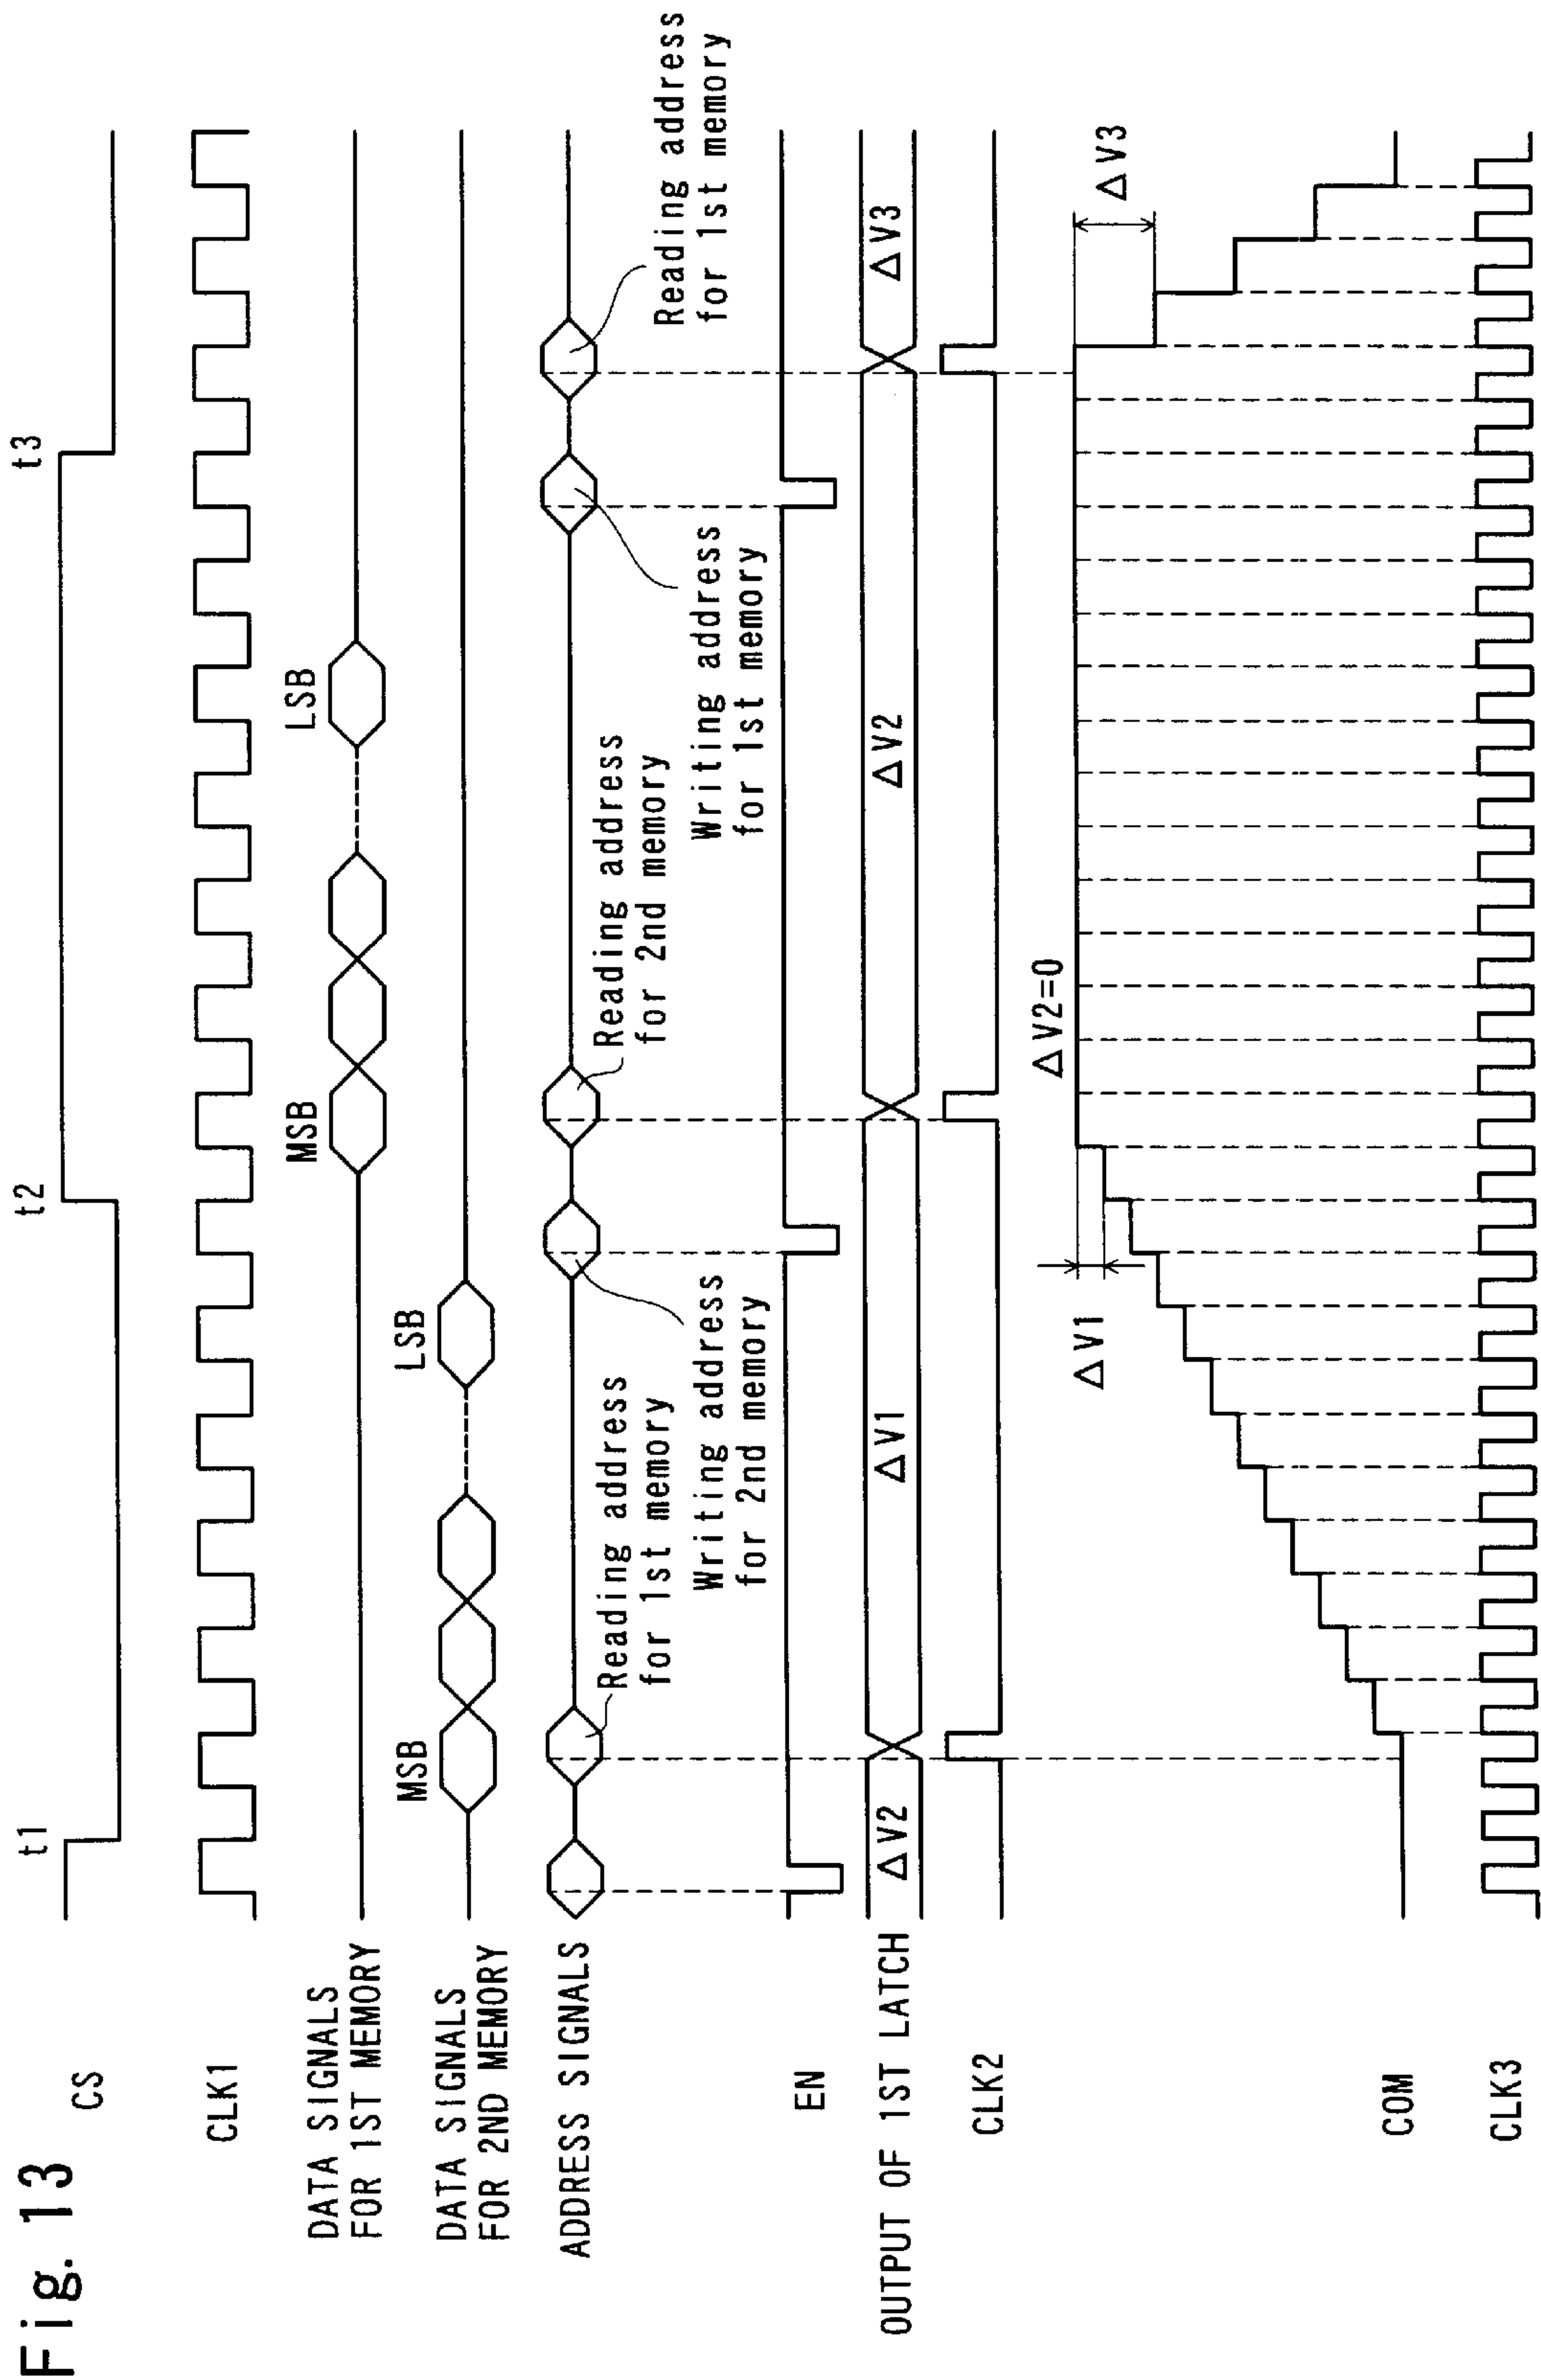 Fig. 13
t1
t2
t3
CS
CLK1
DATA SIGNALS
FOR 1ST MEMORY
MSB
LSB
DATA SIGNALS
FOR 2ND MEMORY
MSB
LSB
ADDRESS SIGNALS
Reading address
for 1st memory
Writing address
for 2nd memory
Reading address
for 2nd memory
Writing address
for 1st memory
Reading address
for 1st memory
EN
OUTPUT OF 1ST LATCH
ΔV2
ΔV1
ΔV2
ΔV3
CLK2
ΔV1
ΔV2=0
ΔV3
COM
CLK3